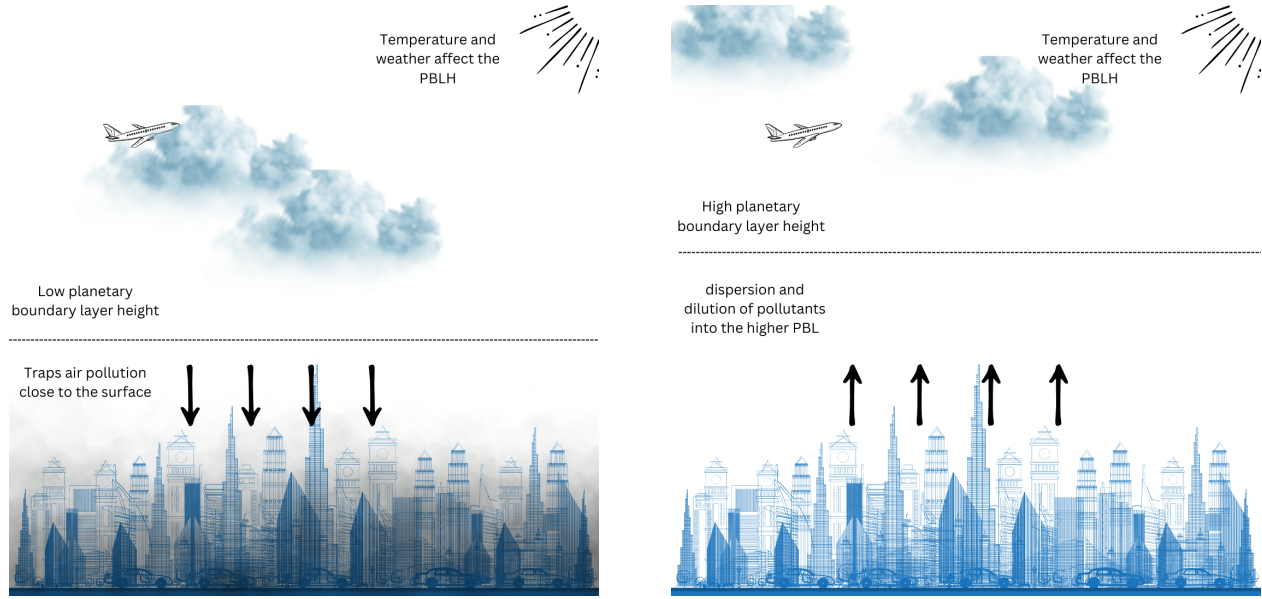 Temperature and
weather affect the
PBLH
Low planetary
boundary layer height
Traps air pollution
close to the surface
Temperature and
weather affect the
PBLH
High planetary
boundary layer height
dispersion and
dilution of pollutants
into the higher PBL